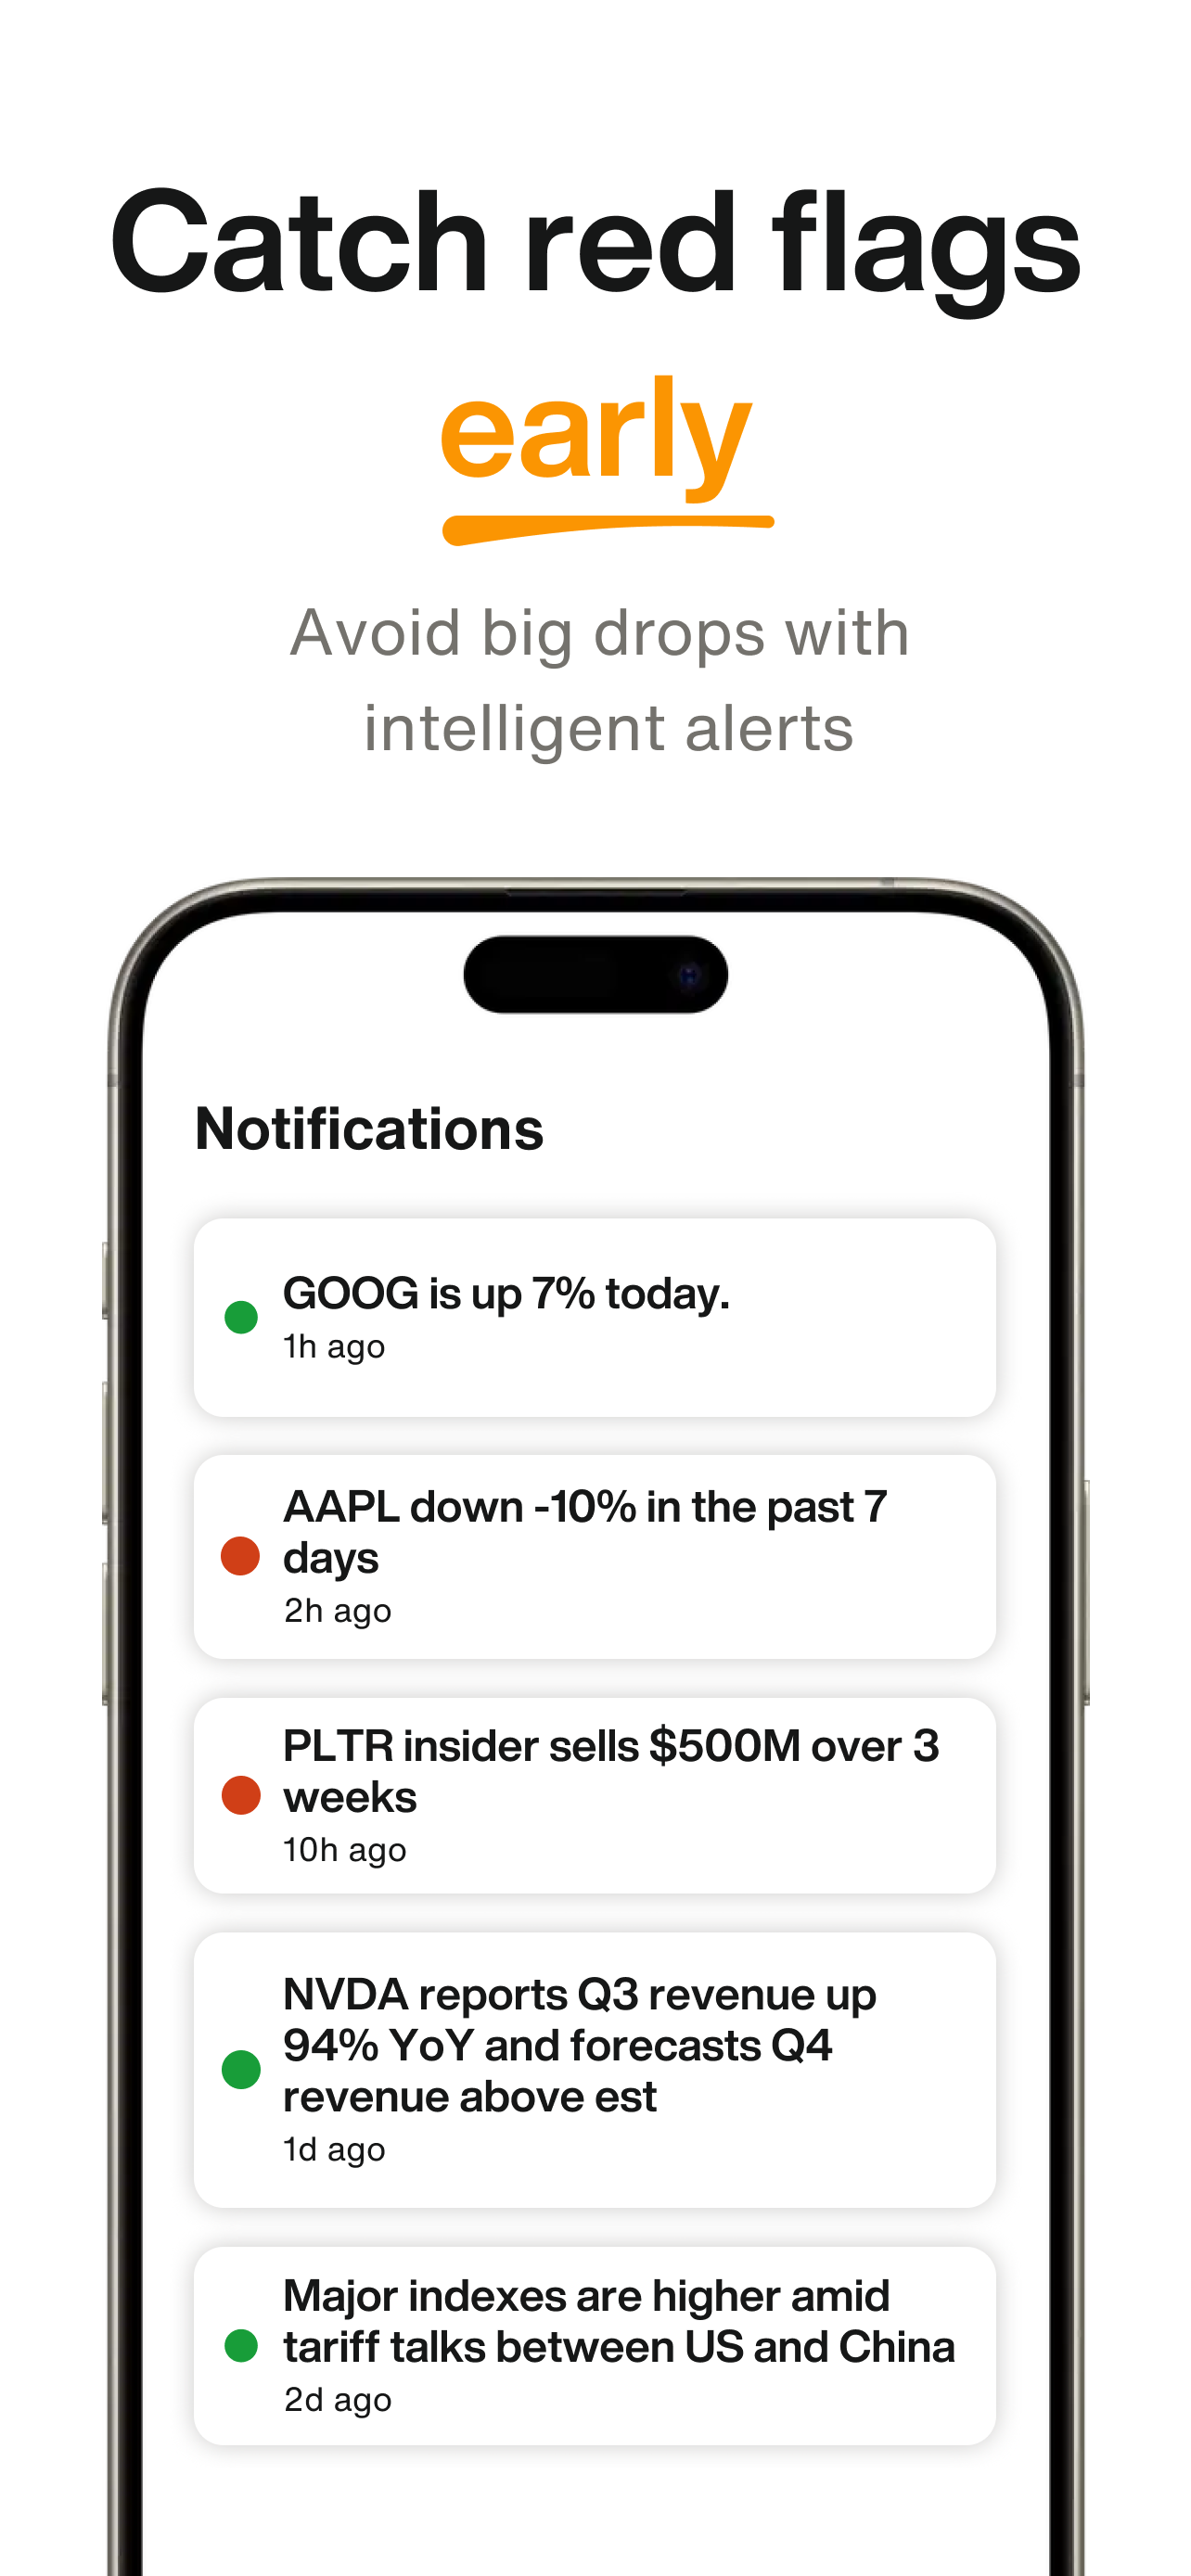 Catch red flags
early
Avoid big drops with
intelligent alerts
Notifications
GOOG is up 7% today.
1h ago
AAPL down -10% in the past 7
days
2h ago
PLTR insider sells $500M over 3
weeks
10h ago
NVDA reports Q3 revenue up
94% YoY and forecasts Q4
revenue above est
1d ago
Major indexes are higher amid
tariff talks between US and China
2d ago